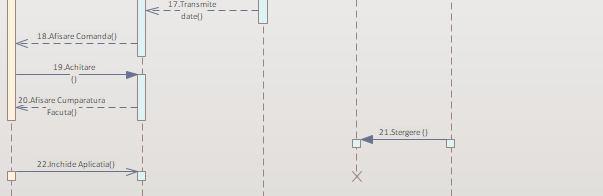 17.Transmite
date()
18.Afisare Comanda()
19.Achitare
()
20.Afisare Cumparatura
Facuta()
21.Stergere ()
22.Inchide Aplicatia()